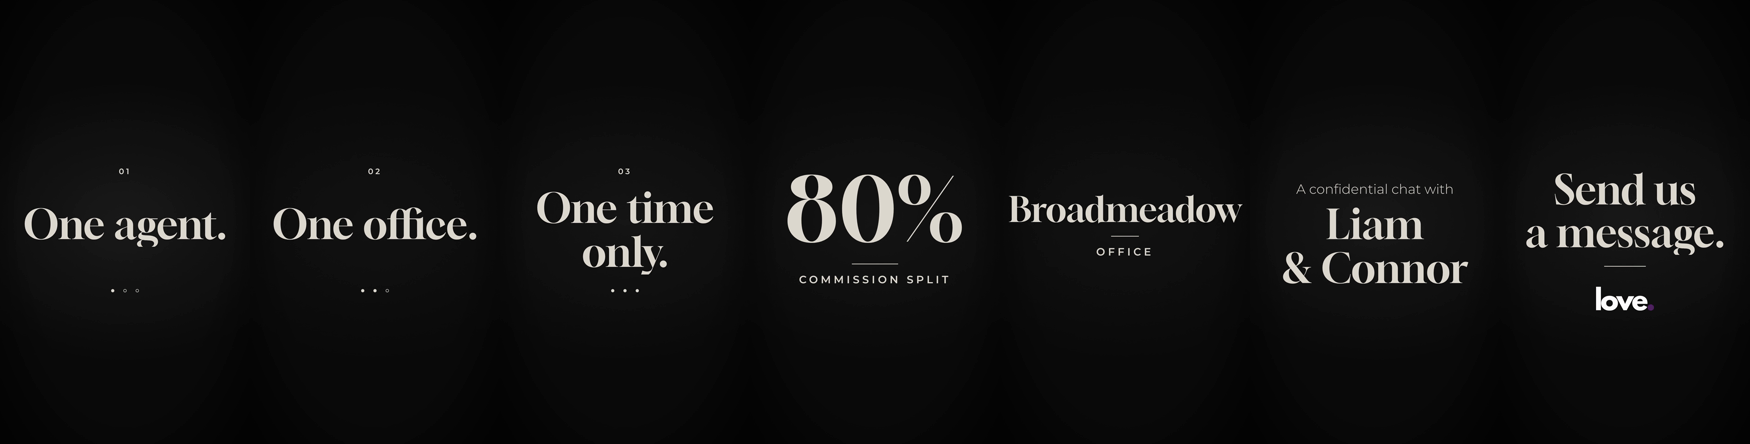 01
One agent.
02
One office.
03
One time
only.
80%
COMMISSION SPLIT
Broadmeadow
OFFICE
A confidential chat with
Liam
& Connor
Send us
a message.
love.